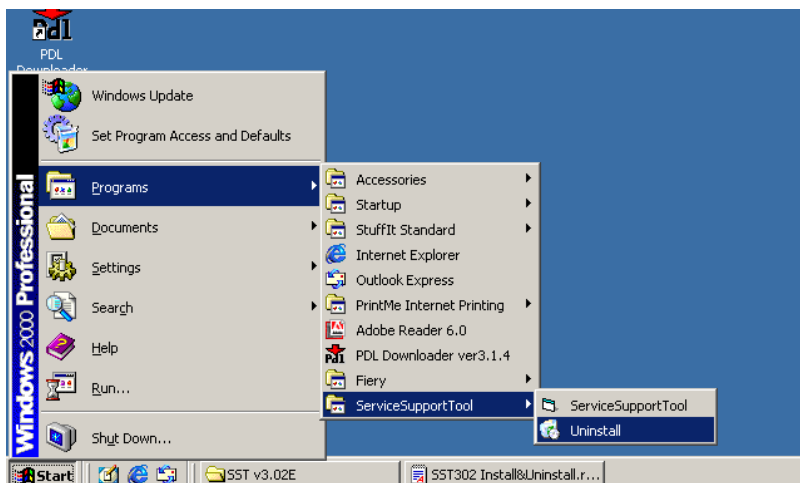 Pdl
PDL
Downloader
Windows Update
Set Program Access and Defaults
Programs
Documents
Settings
Search
Help
Run...
Shut Down...
Windows 2000 Professional
Accessories
Startup
StuffIt Standard
Internet Explorer
Outlook Express
PrintMe Internet Printing
Adobe Reader 6.0
Pdl
PDL Downloader ver3.1.4
Fiery
ServiceSupportTool
ServiceSupportTool
Uninstall
Start
SST v3.02E
SST302 Install&Uninstall.r...